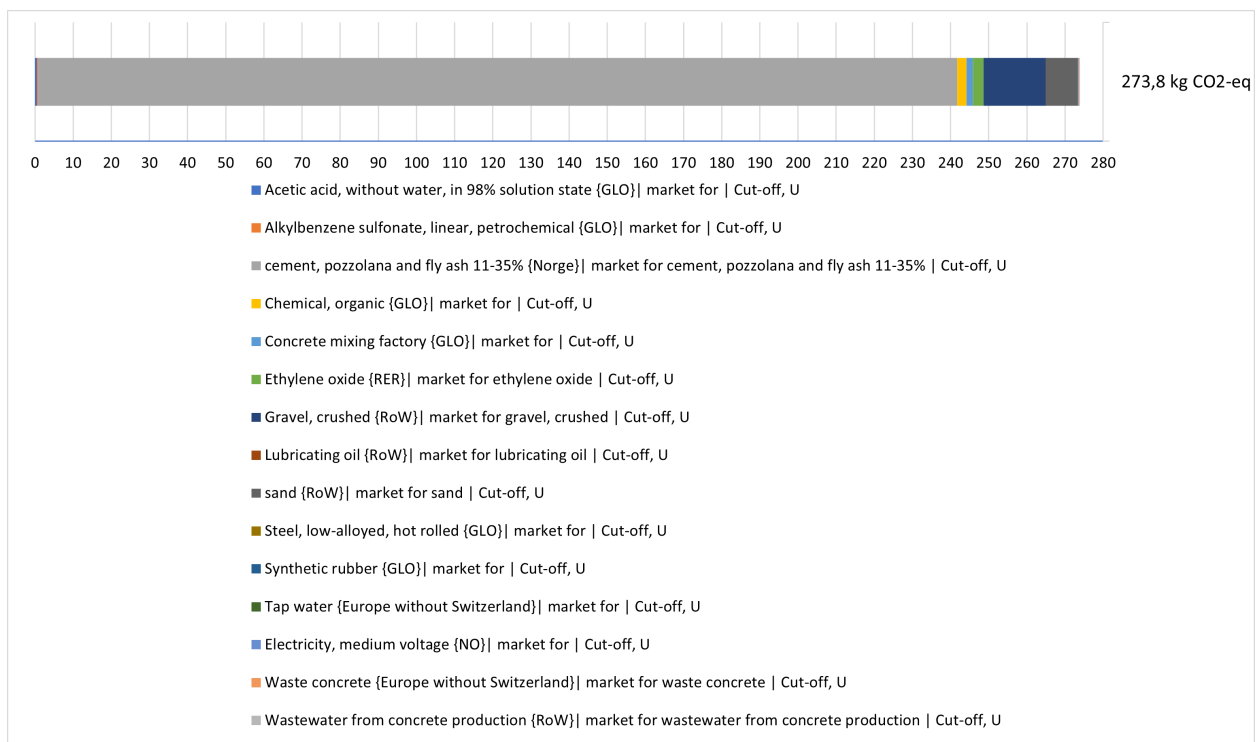 273,8 kg CO2-eq
0 10 20 30 40 50 60 70 80 90 100 110 120 130 140 150 160 170 180 190 200 210 220 230 240 250 260 270 280
Acetic acid, without water, in 98% solution state {GLO}| market for | Cut-off, U
Alkylbenzene sulfonate, linear, petrochemical {GLO}| market for | Cut-off, U
cement, pozzolana and fly ash 11-35% {Norge}| market for cement, pozzolana and fly ash 11-35% | Cut-off, U
Chemical, organic {GLO}| market for | Cut-off, U
Concrete mixing factory {GLO}| market for | Cut-off, U
Ethylene oxide {RER}| market for ethylene oxide | Cut-off, U
Gravel, crushed {RoW}| market for gravel, crushed | Cut-off, U
Lubricating oil {RoW}| market for lubricating oil | Cut-off, U
sand {RoW}| market for sand | Cut-off, U
Steel, low-alloyed, hot rolled {GLO}| market for | Cut-off, U
Synthetic rubber {GLO}| market for | Cut-off, U
Tap water {Europe without Switzerland}| market for | Cut-off, U
Electricity, medium voltage {NO}| market for | Cut-off, U
Waste concrete {Europe without Switzerland}| market for waste concrete | Cut-off, U
Wastewater from concrete production {RoW}| market for wastewater from concrete production | Cut-off, U